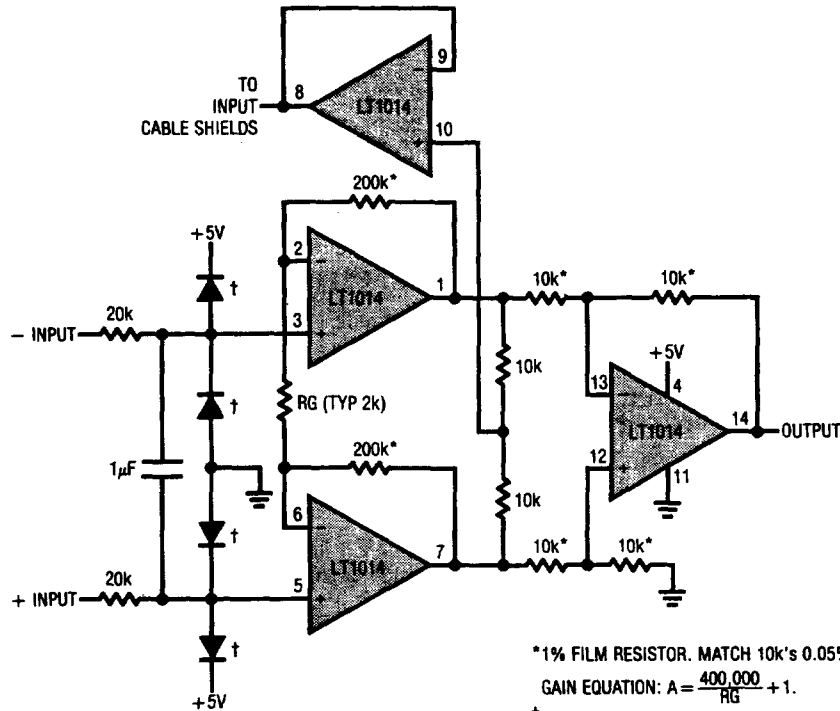 TO
INPUT
CABLE SHIELDS
8
9
LT1014
10
200k*
+5V
†
2
LT1014
1
3
– INPUT
20k
10k*
10k*
†
10k
RG (TYP 2k)
+5V
13
4
LT1014
14
OUTPUT
12
11
1µF
200k*
10k
†
6
LT1014
7
5
+ INPUT
20k
10k*
10k*
†
+5V
*1% FILM RESISTOR. MATCH 10k's
GAIN EQUATION: A = 400,000 / RG + 1.